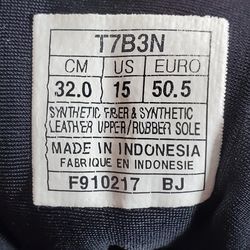 T7B3N
CM US EURO
32.0 15 50.5
SYNTHETIC FIBER & SYNTHETIC
LEATHER UPPER/RUBBER SOLE
MADE IN INDONESIA
FABRIQUE EN INDONESIE
F910217 BJ